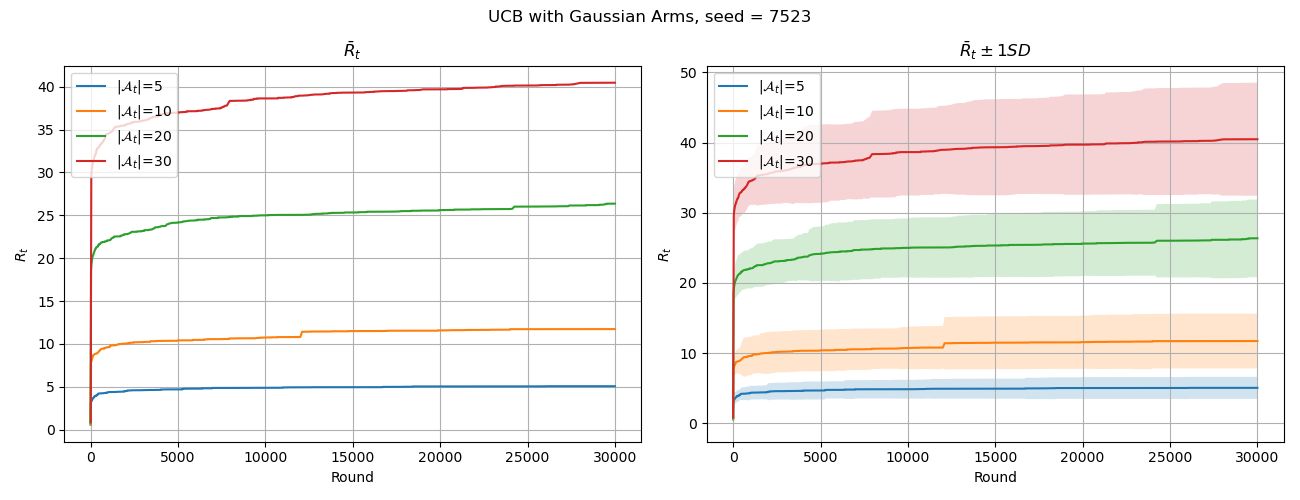 UCB with Gaussian Arms, seed = 7523
R̄ₜ
40
35
30
25
20
15
10
5
0
Rₜ
|𝒜ₜ|=5
|𝒜ₜ|=10
|𝒜ₜ|=20
|𝒜ₜ|=30
0 5000 10000 15000 20000 25000 30000
Round
R̄ₜ ± 1SD
50
40
30
20
10
0
Rₜ
|𝒜ₜ|=5
|𝒜ₜ|=10
|𝒜ₜ|=20
|𝒜ₜ|=30
0 5000 10000 15000 20000 25000 30000
Round